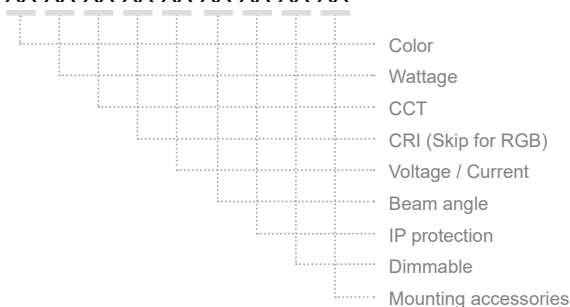 Color
Wattage
CCT
CRI (Skip for RGB)
Voltage / Current
Beam angle
IP protection
Dimmable
Mounting accessories